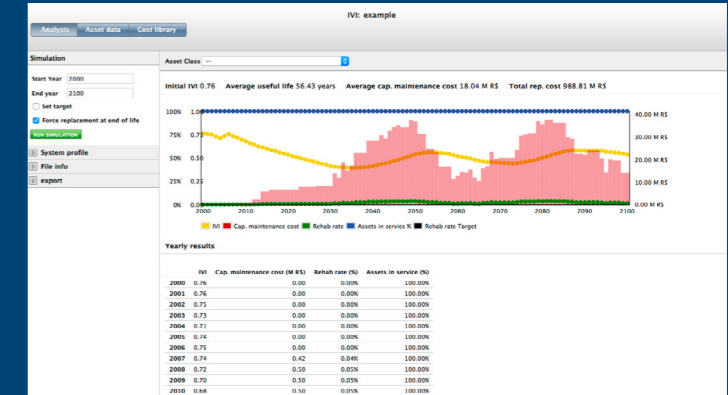 IVI: example
Analysis Asset data Cost library
Simulation
Start Year 2000
End year 2100
Set target
Force replacement at end of life
RUN SIMULATION
System profile
File info
export
Asset Class --
Initial IVI 0.76 Average useful life 56.43 years Average cap. maintenance cost 18.04 M R$ Total rep. cost 988.81 M R$
100% 1.0 40.00 M R$
75% 0.75 30.00 M R$
50% 0.50 20.00 M R$
25% 0.25 10.00 M R$
0% 0.0 0.00 M R$
2000 2010 2020 2030 2040 2050 2060 2070 2080 2090 2100
IVI Cap. maintenance cost Rehab rate Assets in service % Rehab rate Target
Yearly results
IVI Cap. maintenance cost (M R$) Rehab rate (%) Assets in service (%)
2000 0.76 0.00 0.00% 100.00%
2001 0.76 0.00 0.00% 100.00%
2002 0.75 0.00 0.00% 100.00%
2003 0.73 0.00 0.00% 100.00%
2004 0.71 0.00 0.00% 100.00%
2005 0.74 0.00 0.00% 100.00%
2006 0.75 0.00 0.00% 100.00%
2007 0.74 0.42 0.04% 100.00%
2008 0.72 0.50 0.05% 100.00%
2009 0.70 0.50 0.05% 100.00%
2010 0.68 0.50 0.05% 100.00%